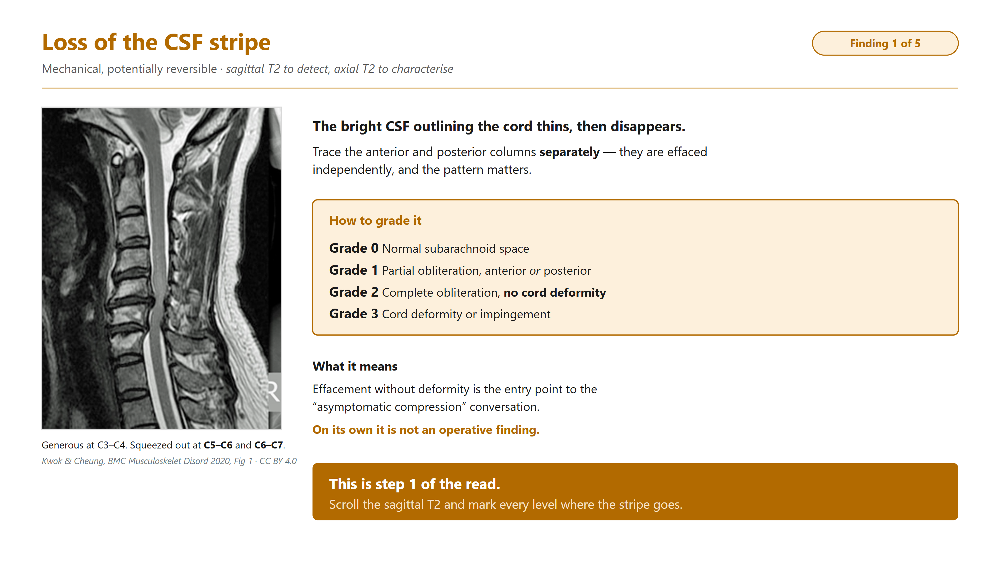 Loss of the CSF stripe
Finding 1 of 5
Mechanical, potentially reversible · sagittal T2 to detect, axial T2 to characterise
R
Generous at C3–C4. Squeezed out at C5–C6 and C6–C7.
Kwok & Cheung, BMC Musculoskelet Disord 2020, Fig 1 · CC BY 4.0
The bright CSF outlining the cord thins, then disappears.
Trace the anterior and posterior columns separately — they are effaced
independently, and the pattern matters.
How to grade it
Grade 0 Normal subarachnoid space
Grade 1 Partial obliteration, anterior or posterior
Grade 2 Complete obliteration, no cord deformity
Grade 3 Cord deformity or impingement
What it means
Effacement without deformity is the entry point to the
“asymptomatic compression” conversation.
On its own it is not an operative finding.
This is step 1 of the read.
Scroll the sagittal T2 and mark every level where the stripe goes.